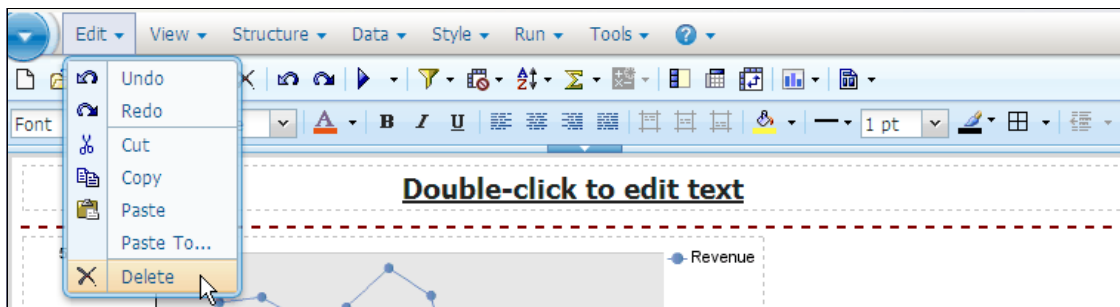 Edit View Structure Data Style Run Tools ?
Undo
Redo
Font
1 pt
Cut
Copy
Paste
Double-click to edit text
Paste To...
Revenue
Delete